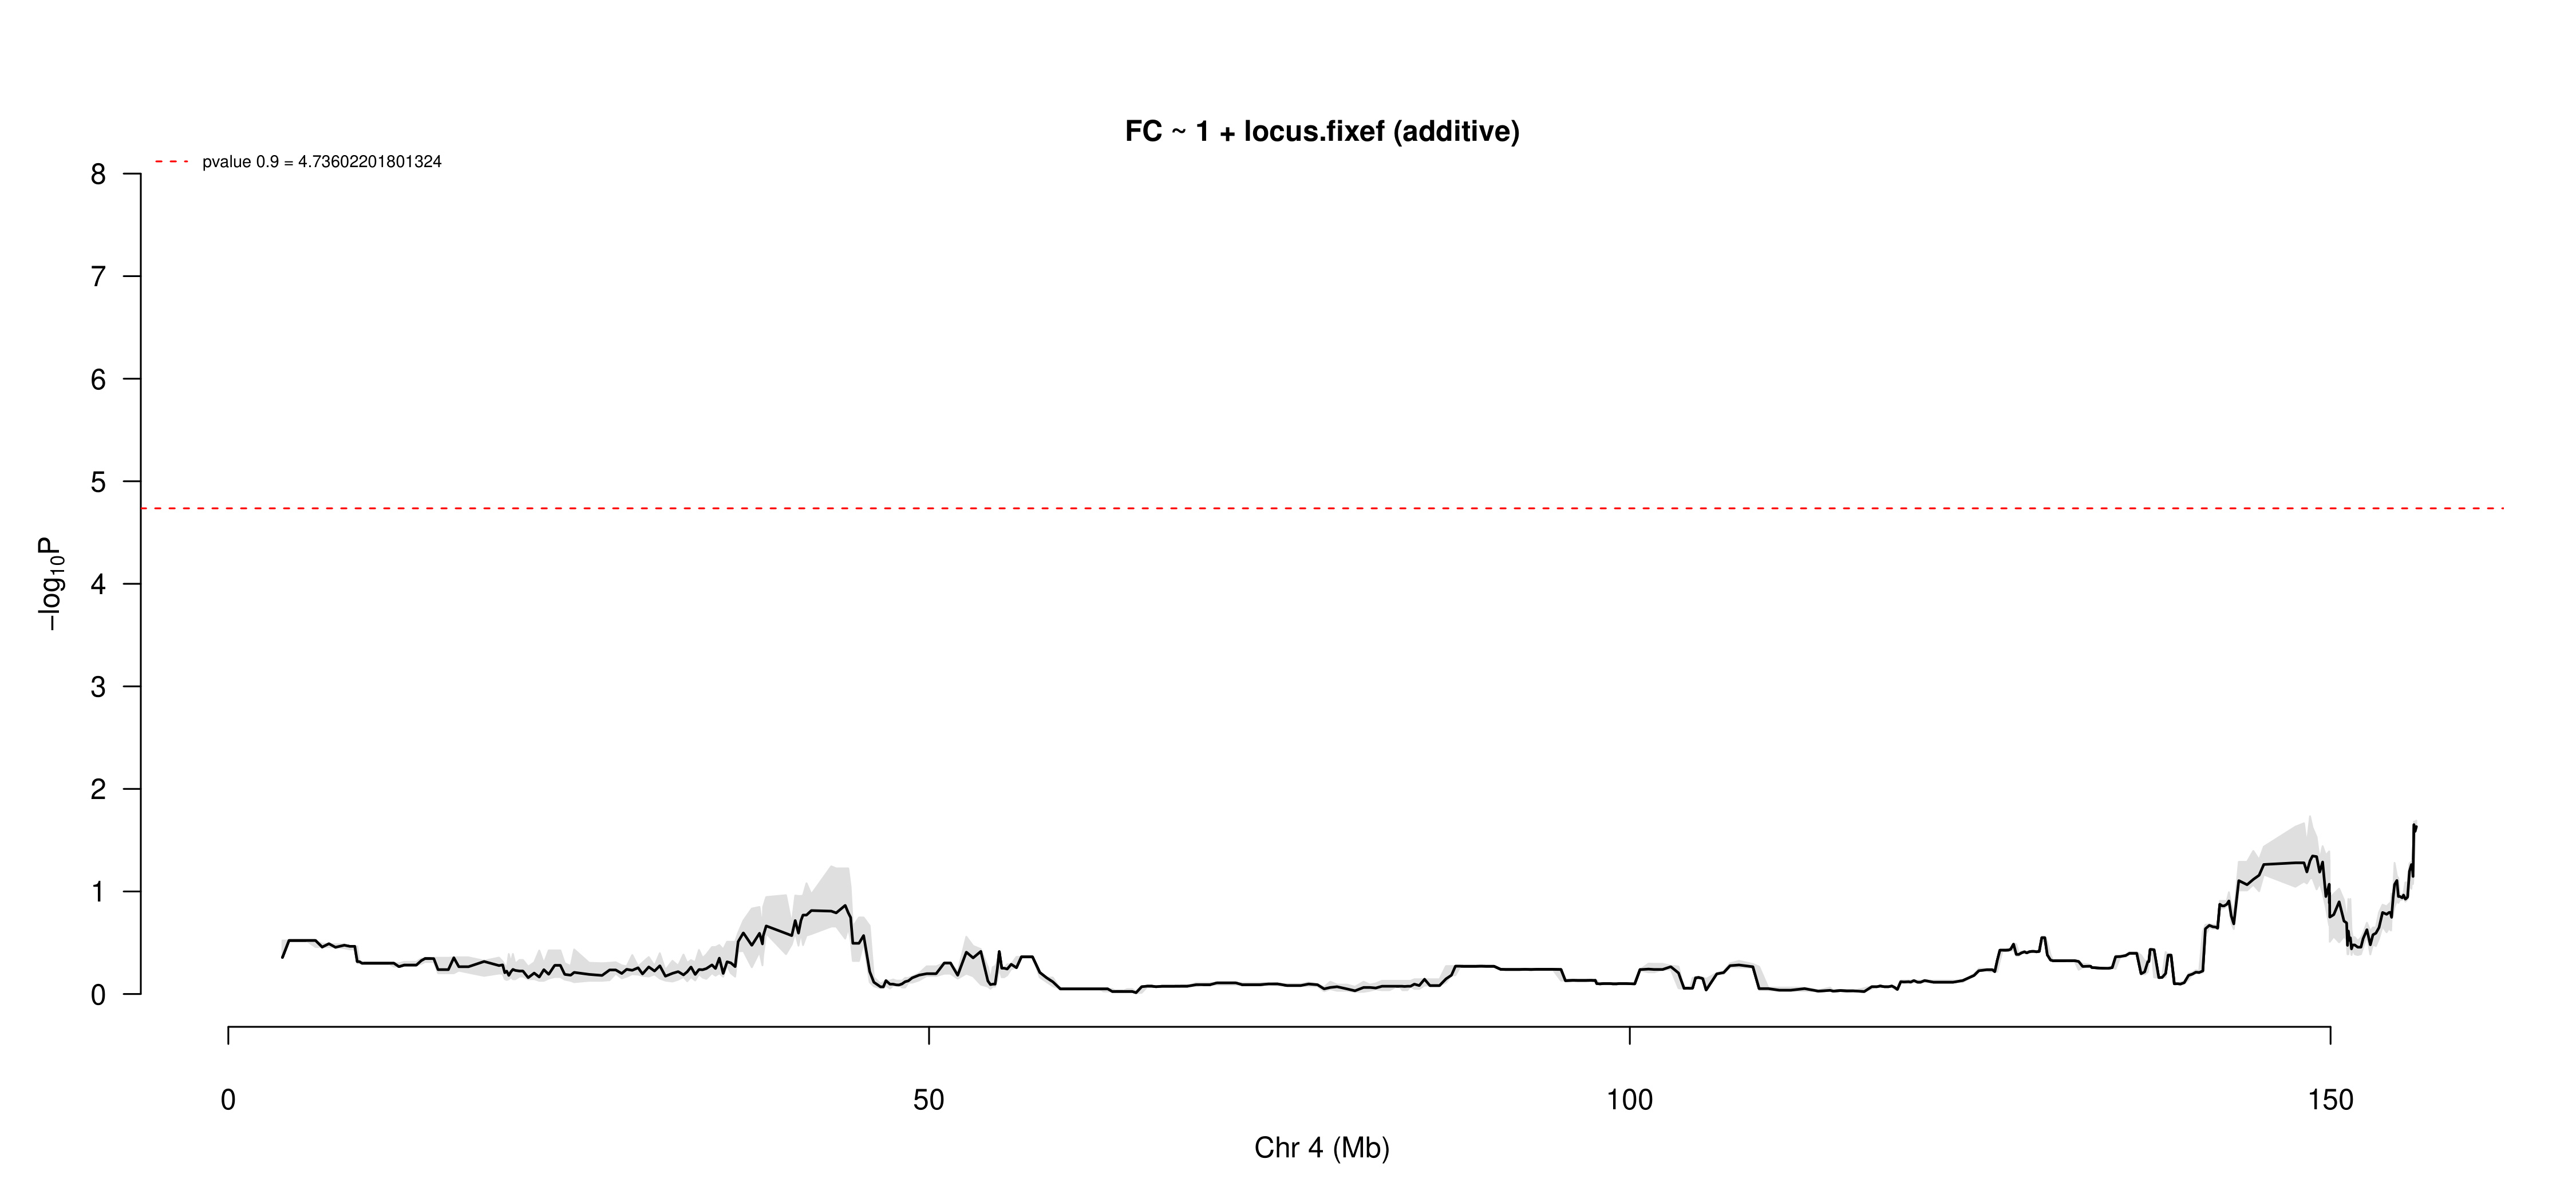 FC ~ 1 + locus.fixef (additive)
pvalue 0.9 = 4.73602201801324
8
7
6
5
4
3
2
1
0
−log10P
0 50 100 150
Chr 4 (Mb)